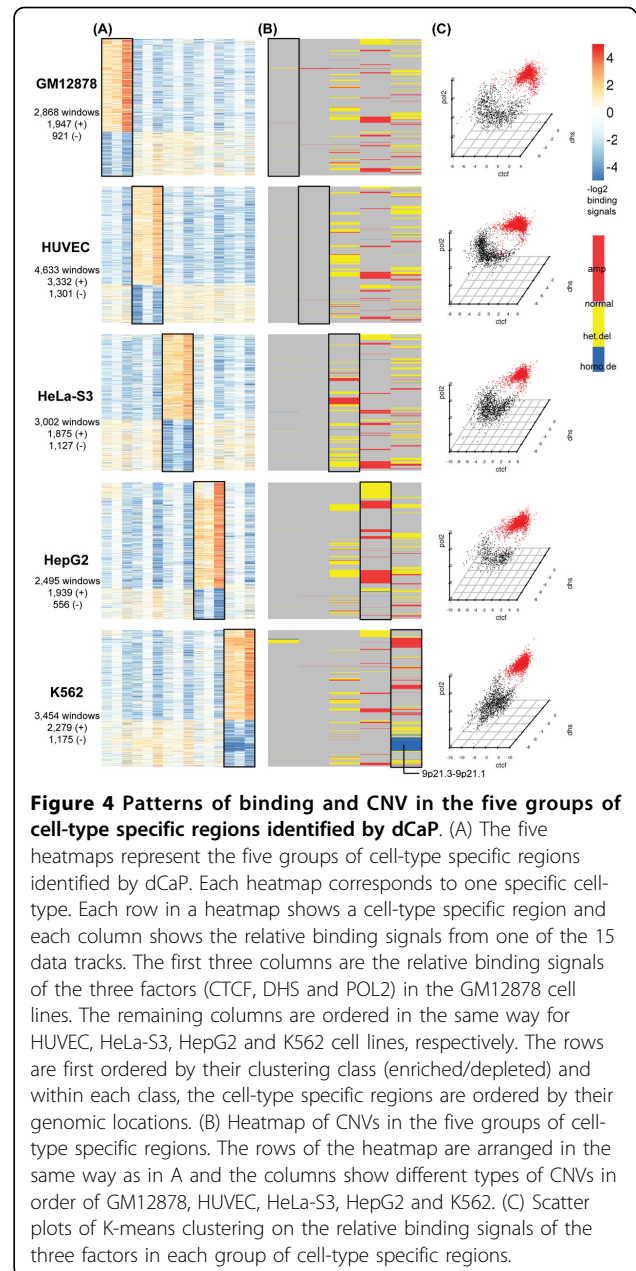 (A)
(B)
(C)
GM12878
2,868 windows
1,947 (+)
921 (-)
HUVEC
4,633 windows
3,332 (+)
1,301 (-)
HeLa-S3
3,002 windows
1,875 (+)
1,127 (-)
HepG2
2,495 windows
1,939 (+)
556 (-)
K562
3,454 windows
2,279 (+)
1,175 (-)
9p21.3-9p21.1
pol2
ctcf
dhs
pol2
ctcf
dhs
pol2
ctcf
dhs
pol2
ctcf
dhs
pol2
ctcf
dhs
4
2
0
-2
-4
-log2
binding
signals
amp
normal
het.del
homo.de
Figure 4 Patterns of binding and CNV in the five groups of
cell-type specific regions identified by dCaP. (A) The five
heatmaps represent the five groups of cell-type specific regions
identified by dCaP. Each heatmap corresponds to one specific cell-
type. Each row in a heatmap shows a cell-type specific region and
each column shows the relative binding signals from one of the 15
data tracks. The first three columns are the relative binding signals
of the three factors (CTCF, DHS and POL2) in the GM12878 cell
lines. The remaining columns are ordered in the same way for
HUVEC, HeLa-S3, HepG2 and K562 cell lines, respectively. The rows
are first ordered by their clustering class (enriched/depleted) and
within each class, the cell-type specific regions are ordered by their
genomic locations. (B) Heatmap of CNVs in the five groups of cell-
type specific regions. The rows of the heatmap are arranged in the
same way as in A and the columns show different types of CNVs in
order of GM12878, HUVEC, HeLa-S3, HepG2 and K562. (C) Scatter
plots of K-means clustering on the relative binding signals of the
three factors in each group of cell-type specific regions.